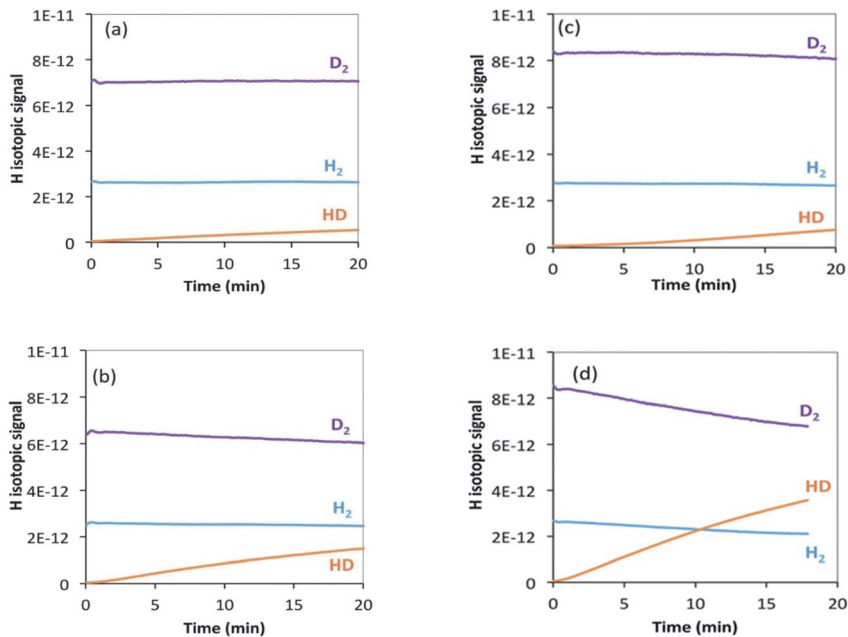 (a)
1E-11
8E-12
6E-12
4E-12
2E-12
0
H isotopic signal
D2
H2
HD
0 5 10 15 20
Time (min)
(c)
1E-11
8E-12
6E-12
4E-12
2E-12
0
H isotopic signal
D2
H2
HD
0 5 10 15 20
Time (min)
(b)
1E-11
8E-12
6E-12
4E-12
2E-12
0
H isotopic signal
D2
H2
HD
0 5 10 15 20
Time (min)
(d)
1E-11
8E-12
6E-12
4E-12
2E-12
0
H isotopic signal
D2
HD
H2
0 5 10 15 20
Time (min)